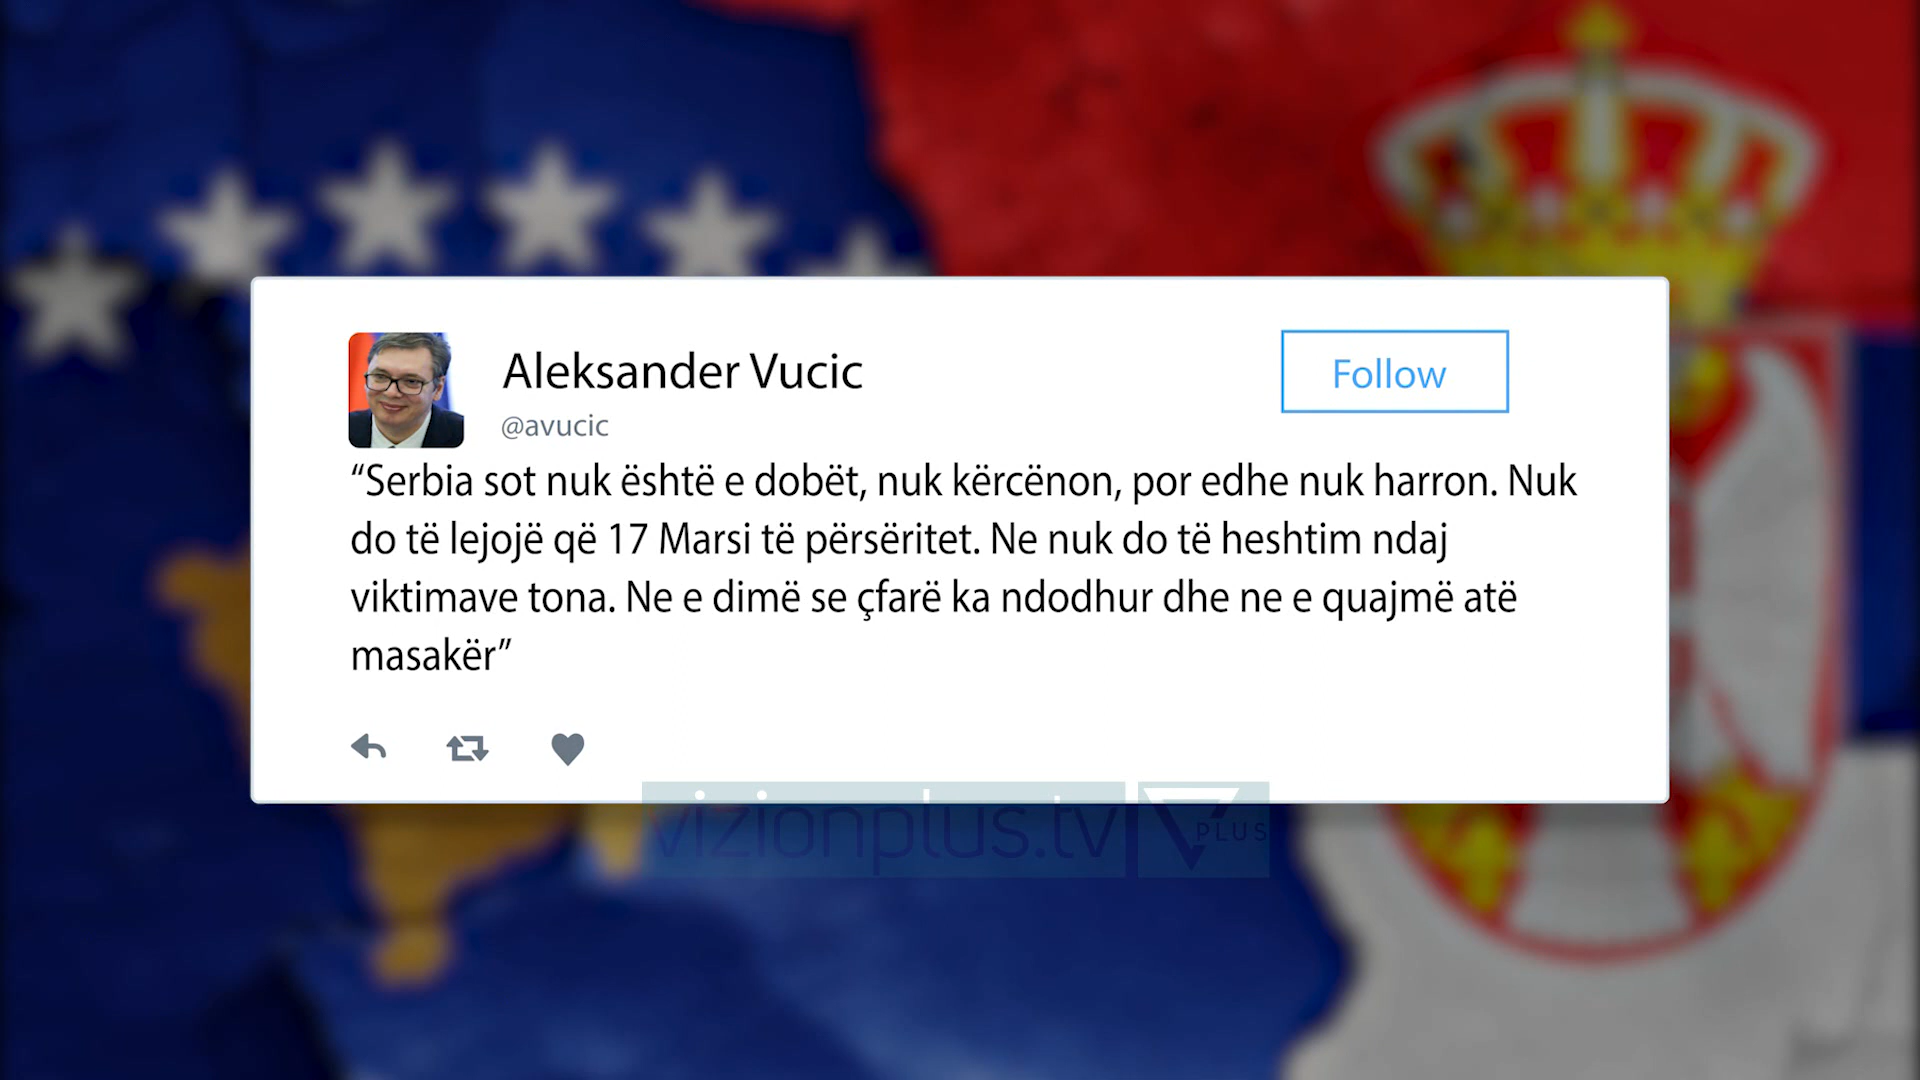 Aleksander Vucic
Follow
@avucic
“Serbia sot nuk është e dobët, nuk kërcënon, por edhe nuk harron. Nuk
do të lejojë që 17 Marsi të përsëritet. Ne nuk do të heshtim ndaj
viktimave tona. Ne e dimë se çfarë ka ndodhur dhe ne e quajmë atë
masakër”
vizionplus.tv
PLUS